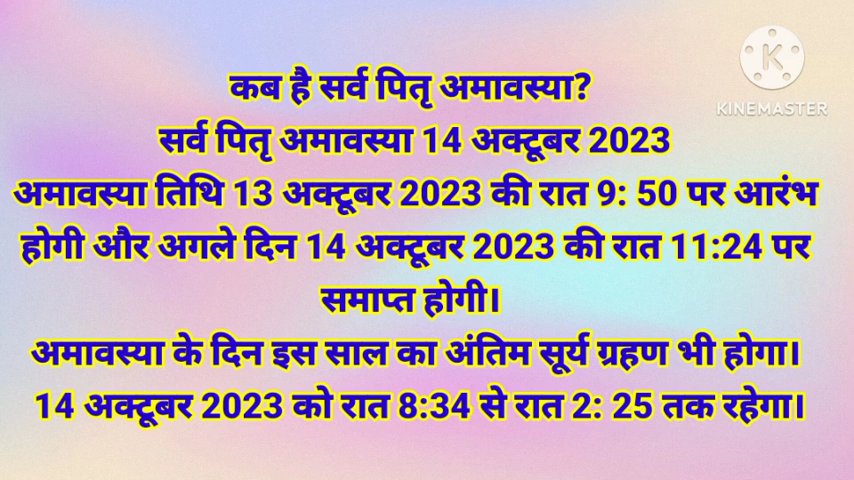 कब है सर्व पितृ अमावस्या?
सर्व पितृ अमावस्या 14 अक्टूबर 2023
अमावस्या तिथि 13 अक्टूबर 2023 की रात 9: 50 पर आरंभ
होगी और अगले दिन 14 अक्टूबर 2023 की रात 11:24 पर
समाप्त होगी।
अमावस्या के दिन इस साल का अंतिम सूर्य ग्रहण भी होगा।
14 अक्टूबर 2023 को रात 8:34 से रात 2: 25 तक रहेगा।
K
KINEMASTER